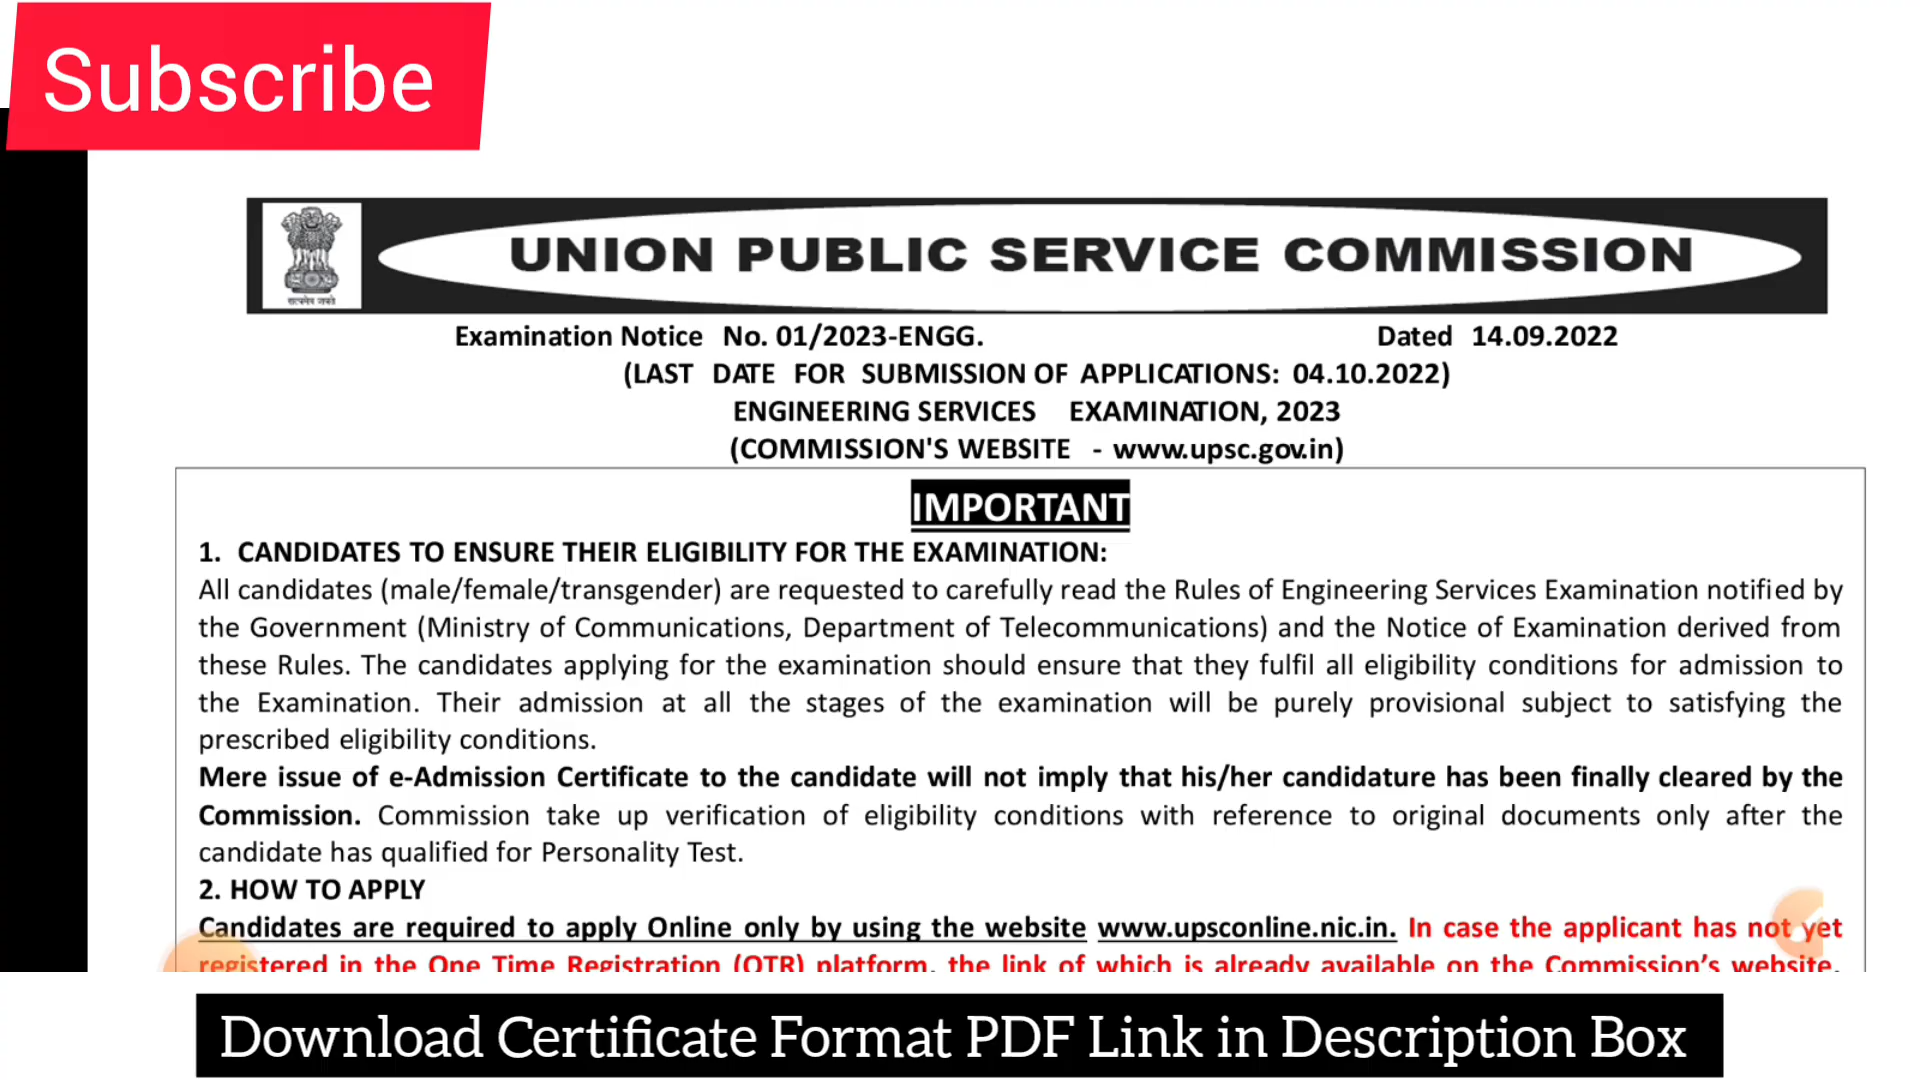 Subscribe
सत्यमेव जयते
UNION PUBLIC SERVICE COMMISSION
Examination Notice No. 01/2023-ENGG. Dated 14.09.2022
(LAST DATE FOR SUBMISSION OF APPLICATIONS: 04.10.2022)
ENGINEERING SERVICES EXAMINATION, 2023
(COMMISSION'S WEBSITE - www.upsc.gov.in)
IMPORTANT
1. CANDIDATES TO ENSURE THEIR ELIGIBILITY FOR THE EXAMINATION:
All candidates (male/female/transgender) are requested to carefully read the Rules of Engineering Services Examination notified by
the Government (Ministry of Communications, Department of Telecommunications) and the Notice of Examination derived from
these Rules. The candidates applying for the examination should ensure that they fulfil all eligibility conditions for admission to
the Examination. Their admission at all the stages of the examination will be purely provisional subject to satisfying the
prescribed eligibility conditions.
Mere issue of e-Admission Certificate to the candidate will not imply that his/her candidature has been finally cleared by the
Commission. Commission take up verification of eligibility conditions with reference to original documents only after the
candidate has qualified for Personality Test.
2. HOW TO APPLY
Candidates are required to apply Online only by using the website www.upsconline.nic.in. In case the applicant has not yet
registered in the One Time Registration (OTR) platform, the link of which is already available on the Commission's website,
Download Certificate Format PDF Link in Description Box